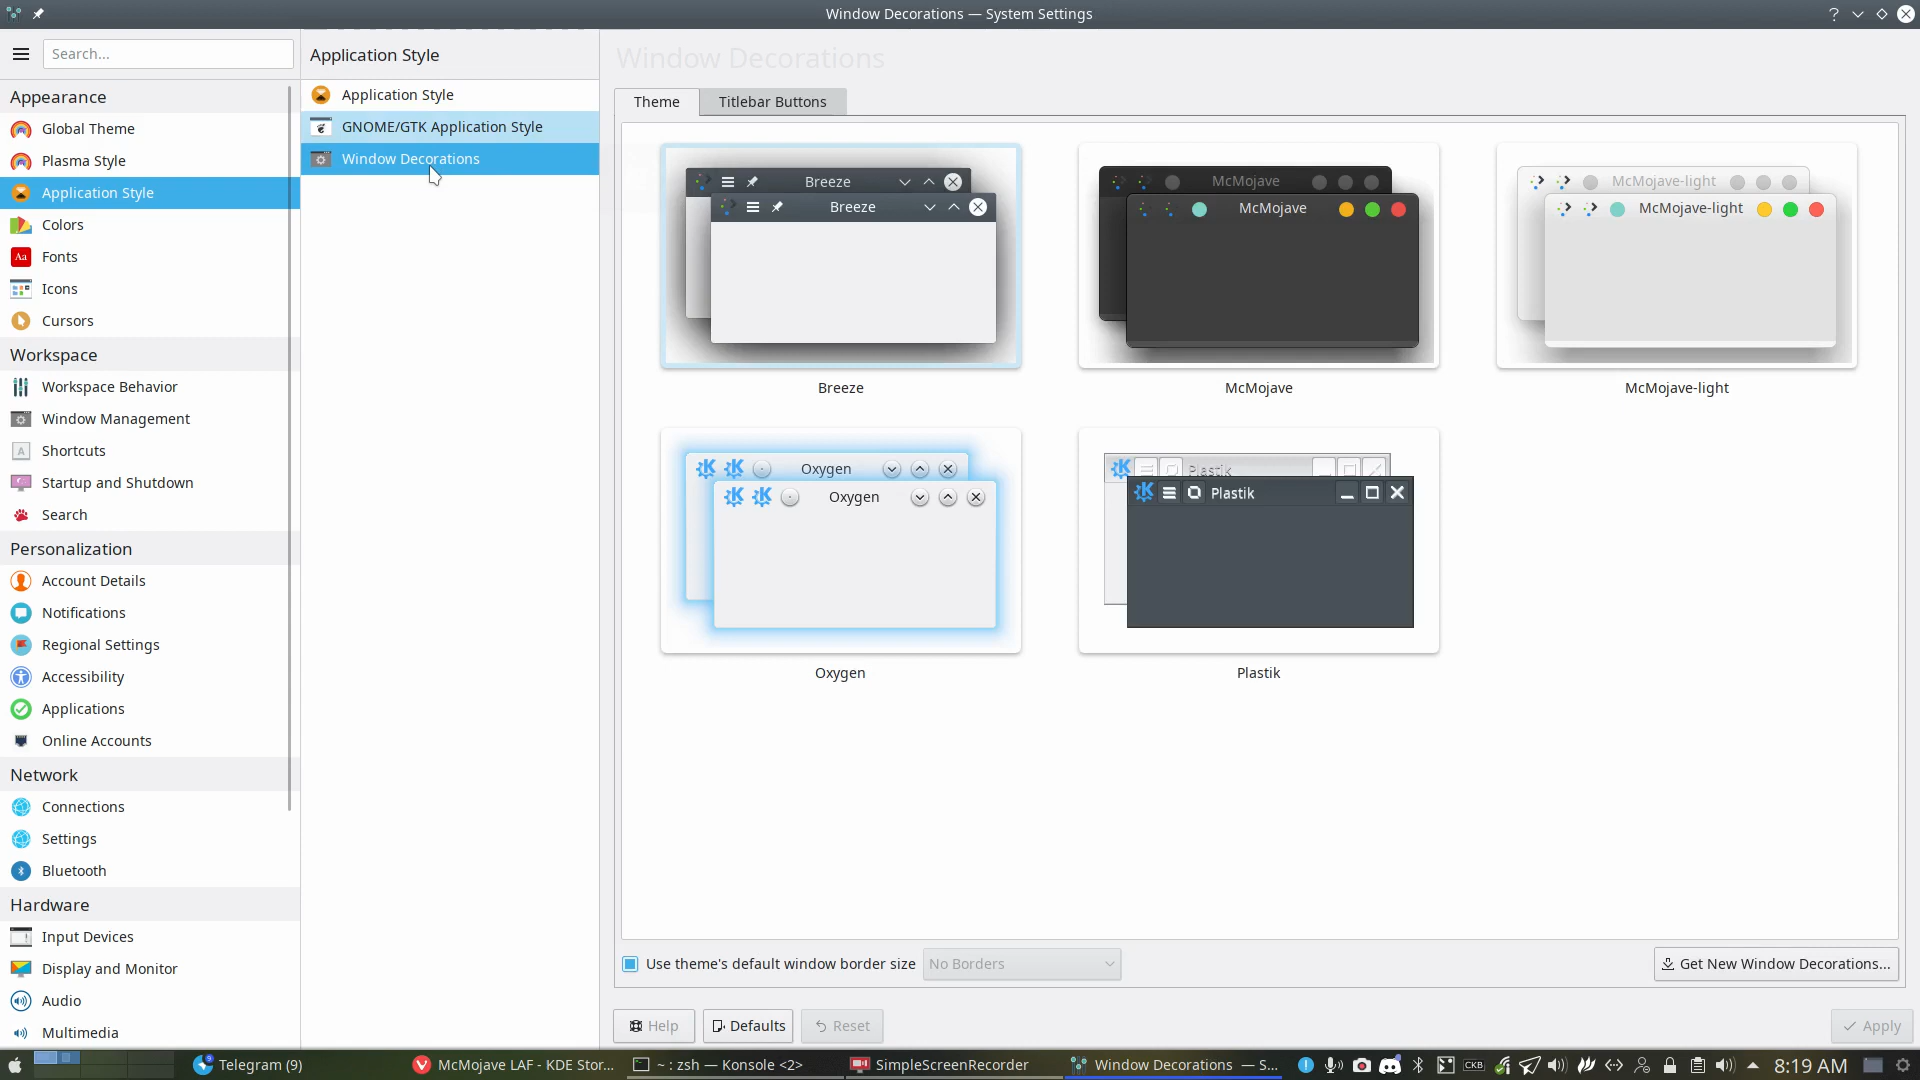 Window Decorations — System Settings
Search...
Application Style
Window Decorations
Appearance
Global Theme
Plasma Style
Application Style
Colors
Fonts
Icons
Cursors
Workspace
Workspace Behavior
Window Management
Shortcuts
Startup and Shutdown
Search
Personalization
Account Details
Notifications
Regional Settings
Accessibility
Applications
Online Accounts
Network
Connections
Settings
Bluetooth
Hardware
Input Devices
Display and Monitor
Audio
Multimedia
Application Style
GNOME/GTK Application Style
Window Decorations
Theme
Titlebar Buttons
Breeze
Breeze
Breeze
McMojave
McMojave
McMojave
McMojave-light
McMojave-light
McMojave-light
Oxygen
Oxygen
Oxygen
Plastik
Plastik
Plastik
Use theme's default window border size
No Borders
Get New Window Decorations...
Help
Defaults
Reset
Apply
Telegram (9)
McMojave LAF - KDE Stor...
~ : zsh — Konsole <2>
SimpleScreenRecorder
Window Decorations — S...
CKB
8:19 AM